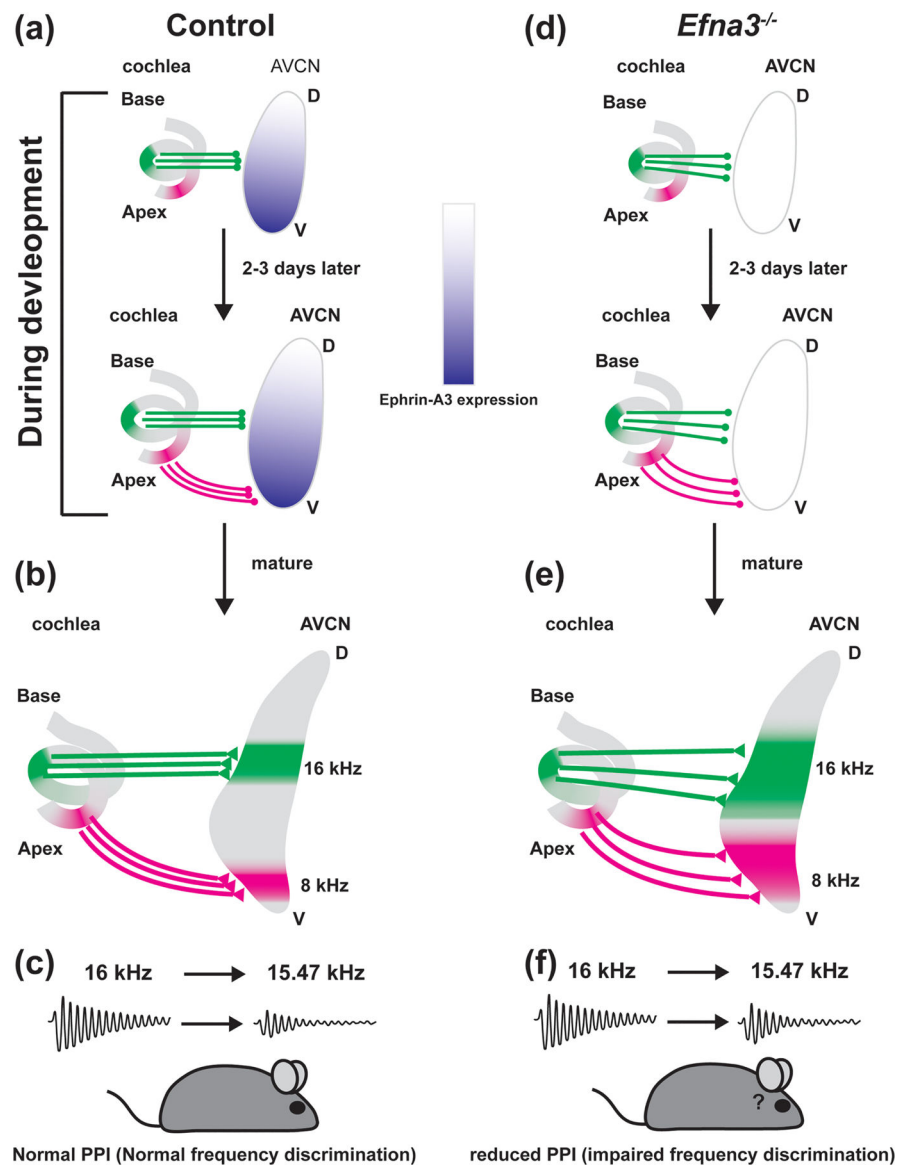 (a) Control
cochlea AVCN
Base D
Apex V
2-3 days later
cochlea AVCN
Base D
Apex V
During devleopment
mature
Ephrin-A3 expression
(b)
cochlea AVCN
D
Base
16 kHz
Apex
8 kHz
V
(c)
16 kHz 15.47 kHz
Normal PPI (Normal frequency discrimination)
(d) Efna3-/-
cochlea AVCN
Base D
Apex V
2-3 days later
cochlea AVCN
Base D
Apex V
mature
(e)
cochlea AVCN
D
Base
16 kHz
Apex
8 kHz
V
(f)
16 kHz 15.47 kHz
?
reduced PPI (impaired frequency discrimination)